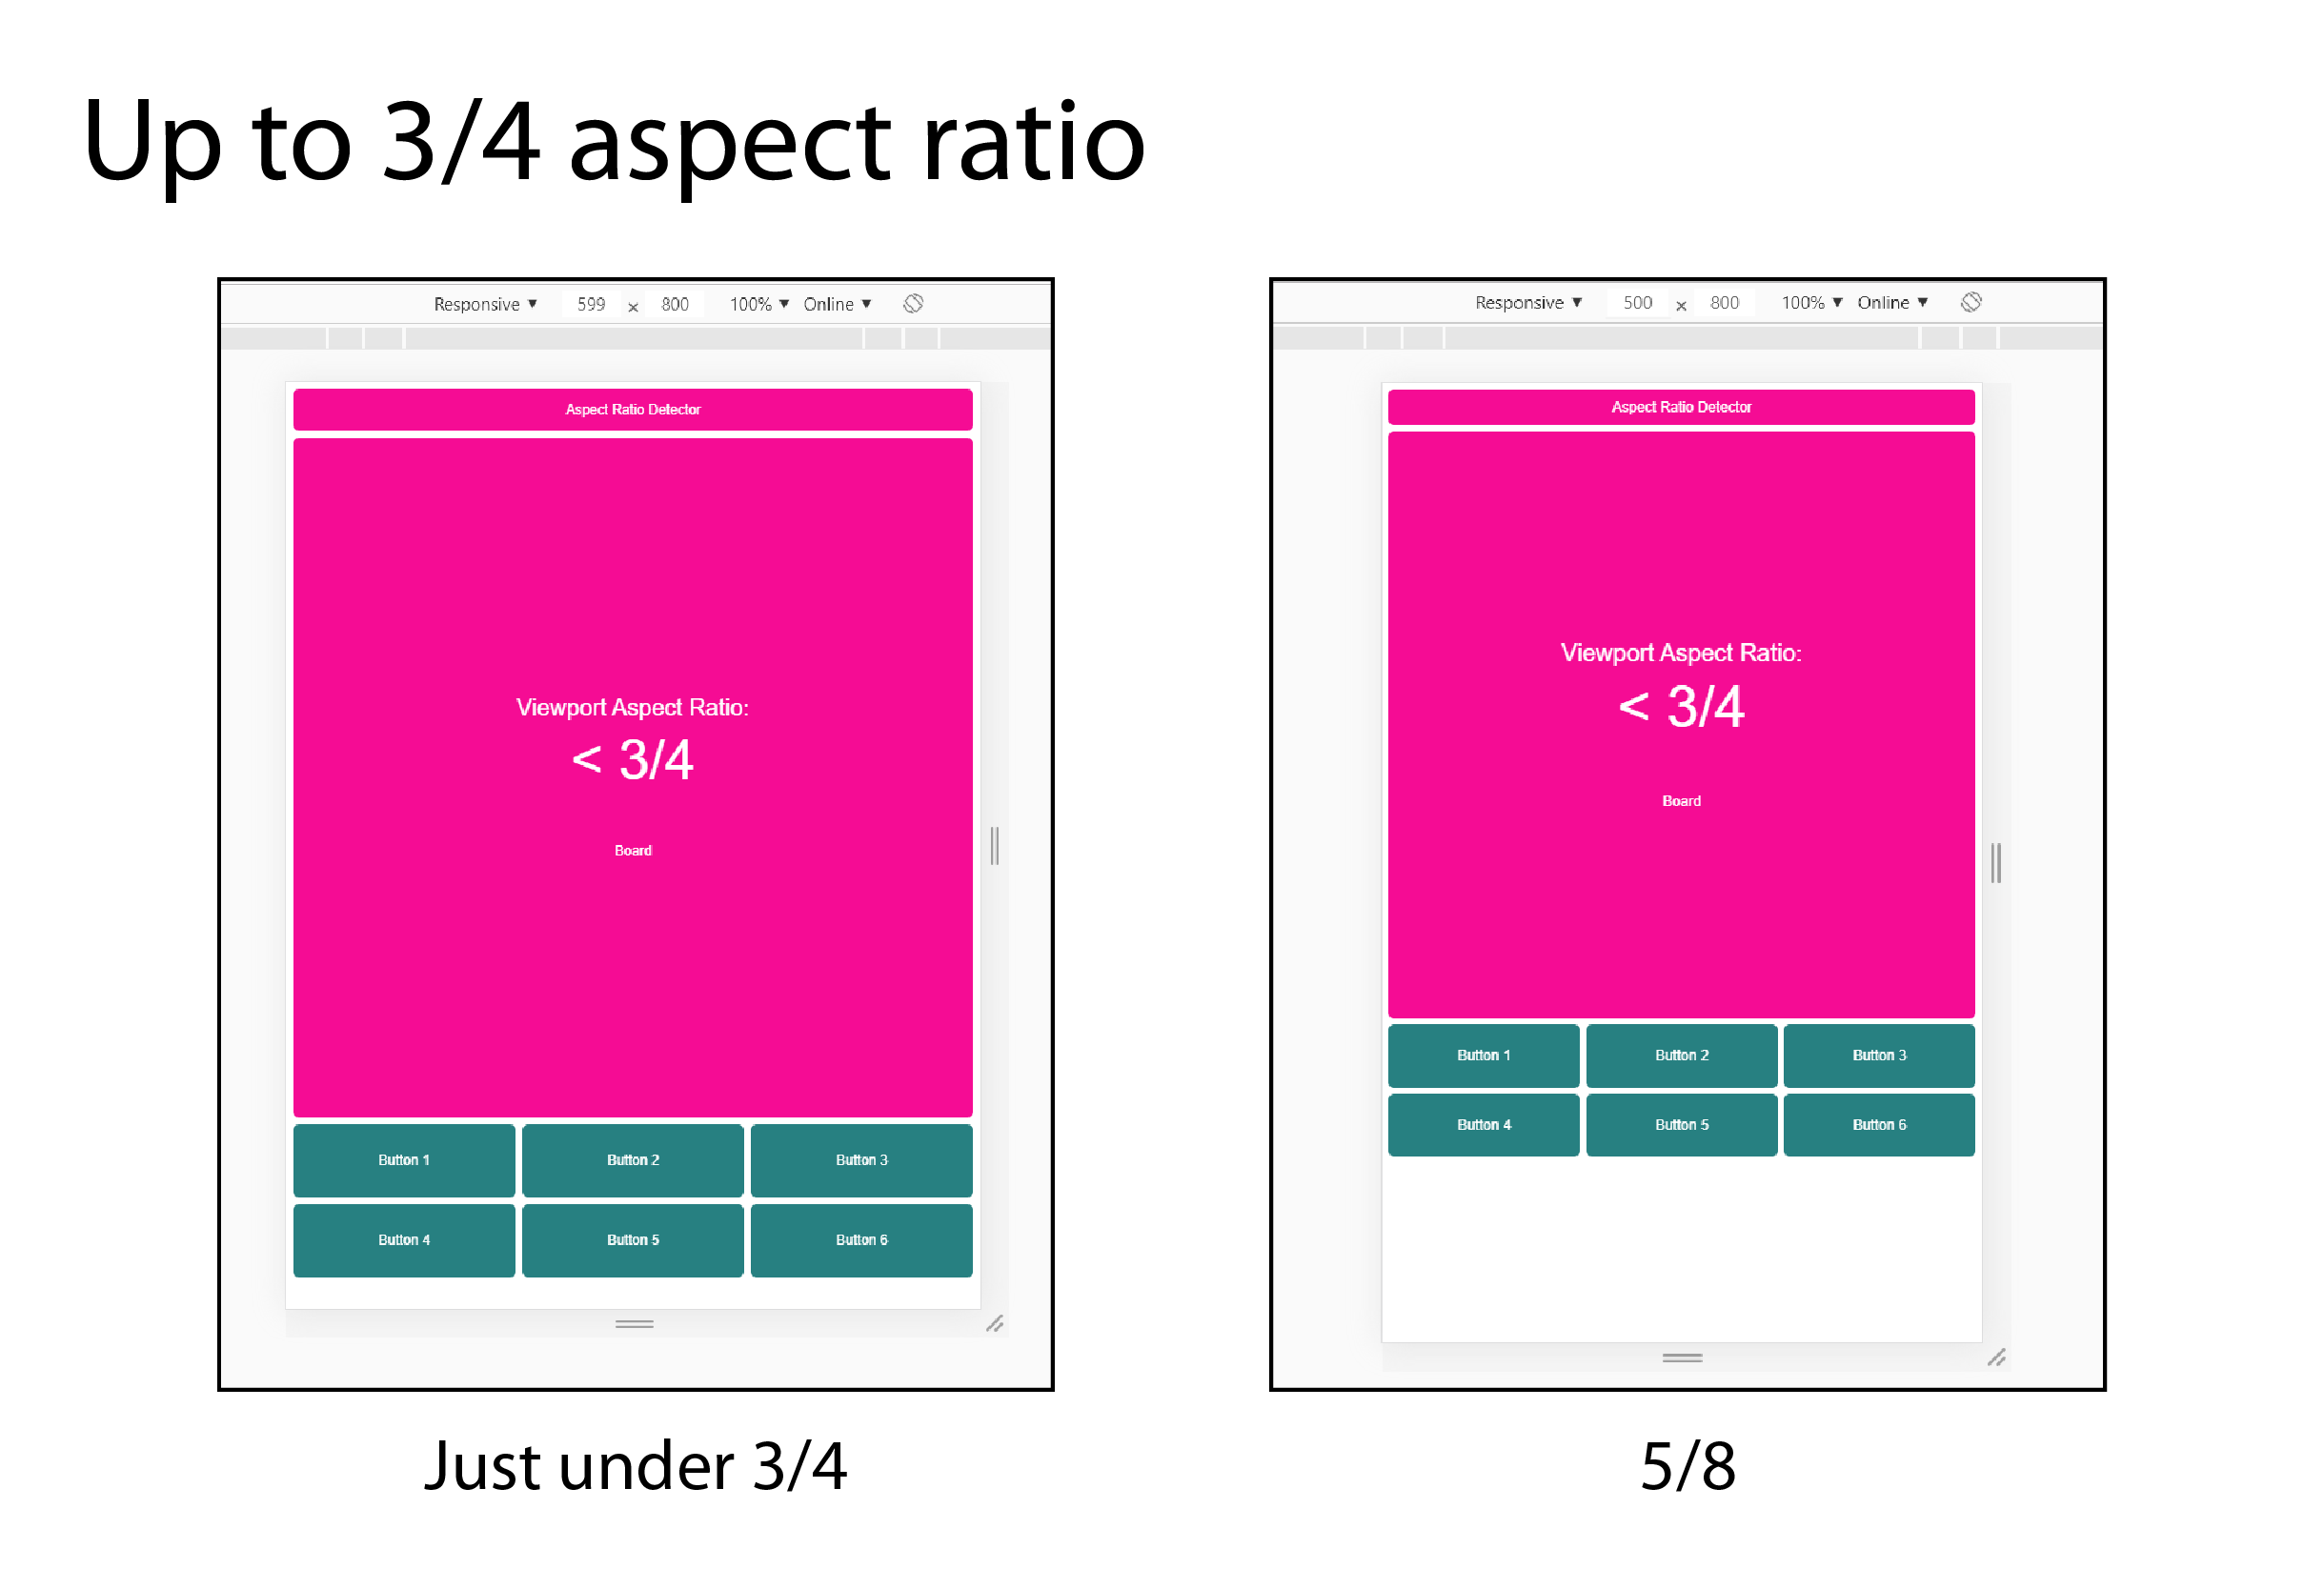 Up to 3/4 aspect ratio
Responsive ▼ 599 × 800 100% ▼ Online ▼
Aspect Ratio Detector
Viewport Aspect Ratio:
< 3/4
Board
Button 1 Button 2 Button 3
Button 4 Button 5 Button 6
Just under 3/4
Responsive ▼ 500 × 800 100% ▼ Online ▼
Aspect Ratio Detector
Viewport Aspect Ratio:
< 3/4
Board
Button 1 Button 2 Button 3
Button 4 Button 5 Button 6
5/8